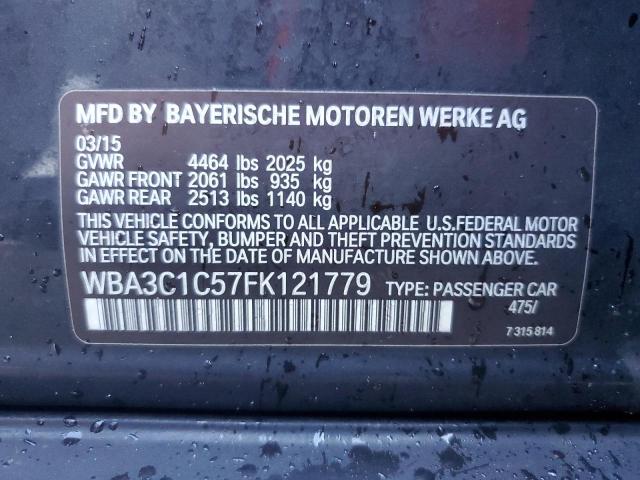 MFD BY BAYERISCHE MOTOREN WERKE AG
03/15
GVWR 4464 lbs 2025 kg
GAWR FRONT 2061 lbs 935 kg
GAWR REAR 2513 lbs 1140 kg
THIS VEHICLE CONFORMS TO ALL APPLICABLE U.S.FEDERAL MOTOR
VEHICLE SAFETY, BUMPER AND THEFT PREVENTION STANDARDS
IN EFFECT ON THE DATE OF MANUFACTURE SHOWN ABOVE.
WBA3C1C57FK121779 TYPE: PASSENGER CAR
475/
7 315 814